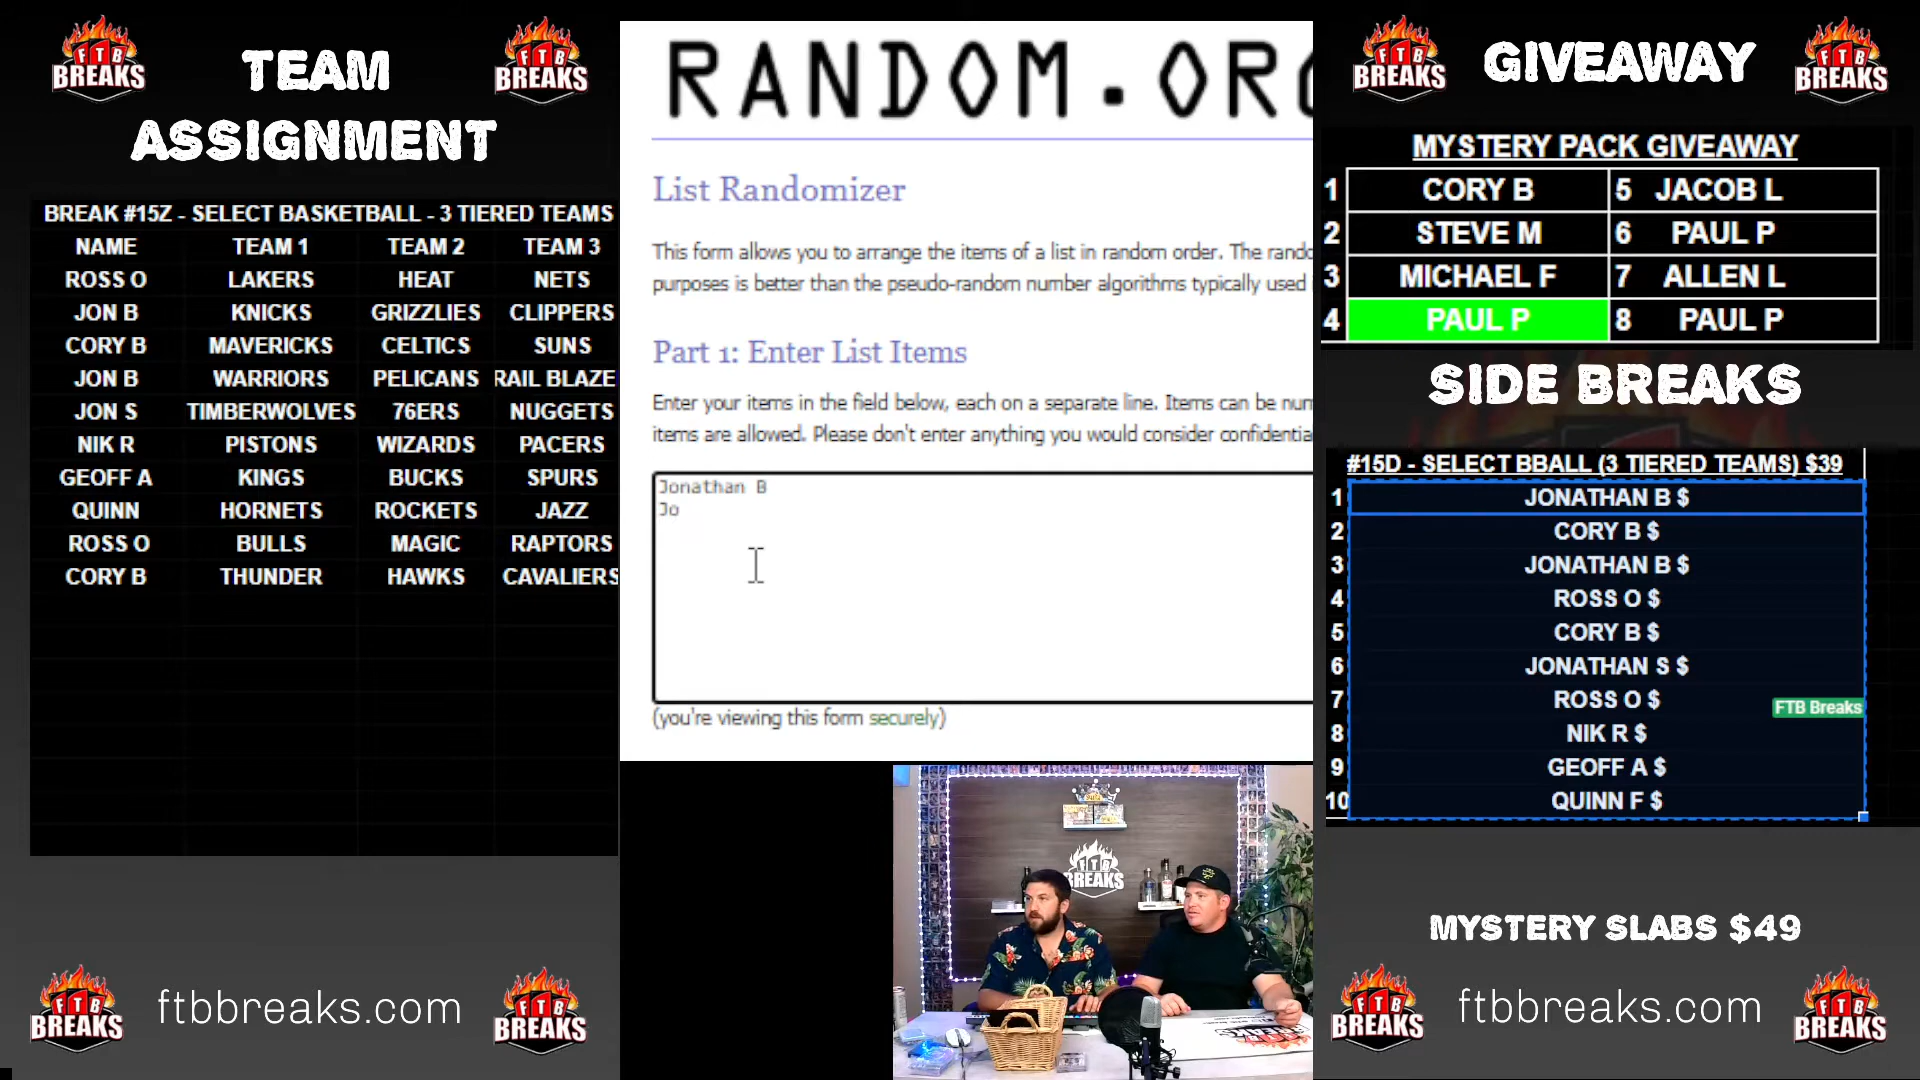 FTB
BREAKS
TEAM
ASSIGNMENT
FTB
BREAKS
BREAK #15Z - SELECT BASKETBALL - 3 TIERED TEAMS
NAME TEAM 1 TEAM 2 TEAM 3
ROSS O LAKERS HEAT NETS
JON B KNICKS GRIZZLIES CLIPPERS
CORY B MAVERICKS CELTICS SUNS
JON B WARRIORS PELICANS RAIL BLAZE
JON S TIMBERWOLVES 76ERS NUGGETS
NIK R PISTONS WIZARDS PACERS
GEOFF A KINGS BUCKS SPURS
QUINN HORNETS ROCKETS JAZZ
ROSS O BULLS MAGIC RAPTORS
CORY B THUNDER HAWKS CAVALIERS
FTB
BREAKS
ftbbreaks.com
FTB
BREAKS
RANDOM.ORG
List Randomizer
This form allows you to arrange the items of a list in random order. The rando
purposes is better than the pseudo-random number algorithms typically used
Part 1: Enter List Items
Enter your items in the field below, each on a separate line. Items can be num
items are allowed. Please don't enter anything you would consider confidentia
Jonathan B
Jo
(you're viewing this form securely)
FTB
BREAKS
BREAKS
FTB
BREAKS
GIVEAWAY
FTB
BREAKS
MYSTERY PACK GIVEAWAY
1 CORY B 5 JACOB L
2 STEVE M 6 PAUL P
3 MICHAEL F 7 ALLEN L
4 PAUL P 8 PAUL P
SIDE BREAKS
#15D - SELECT BBALL (3 TIERED TEAMS) $39
1 JONATHAN B $
2 CORY B $
3 JONATHAN B $
4 ROSS O $
5 CORY B $
6 JONATHAN S $
7 ROSS O $
FTB Breaks
8 NIK R $
9 GEOFF A $
10 QUINN F $
MYSTERY SLABS $49
FTB
BREAKS
ftbbreaks.com
FTB
BREAKS